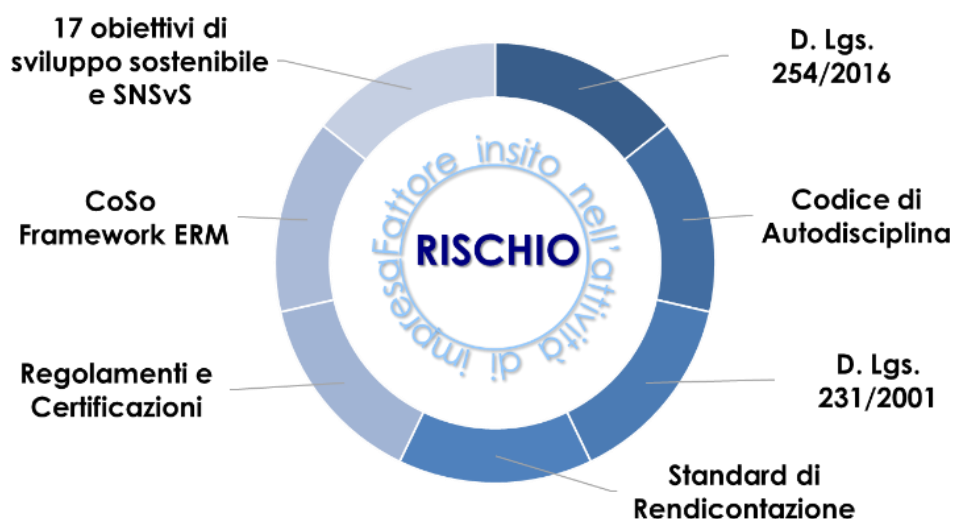 17 obiettivi di
sviluppo sostenibile
e SNSvS
D. Lgs.
254/2016
CoSo
Framework ERM
Codice di
Autodisciplina
Fattore insito nell'attività di impresa
RISCHIO
Regolamenti e
Certificazioni
D. Lgs.
231/2001
Standard di
Rendicontazione